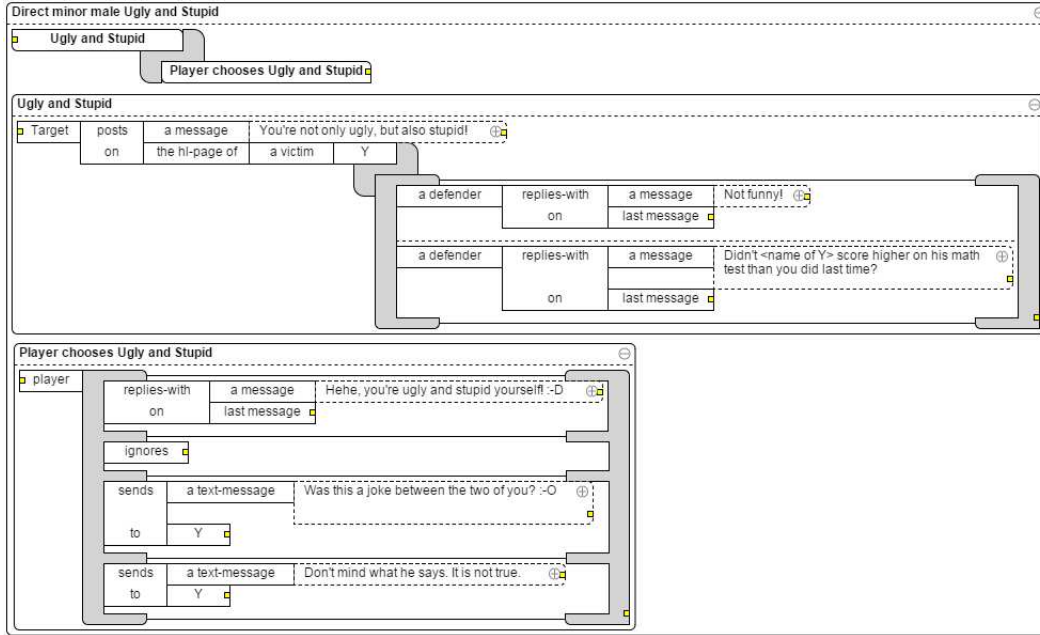 Direct minor male Ugly and Stupid
Ugly and Stupid
Player chooses Ugly and Stupid
Ugly and Stupid
Target posts a message You're not only ugly, but also stupid!
on the hl-page of a victim Y
a defender replies-with a message Not funny!
on last message
a defender replies-with a message Didn't <name of Y> score higher on his math
test than you did last time?
on last message
Player chooses Ugly and Stupid
player
replies-with a message Hehe, you're ugly and stupid yourself! :-D
on last message
ignores
sends a text-message Was this a joke between the two of you? :-O
to Y
sends a text-message Don't mind what he says. It is not true.
to Y